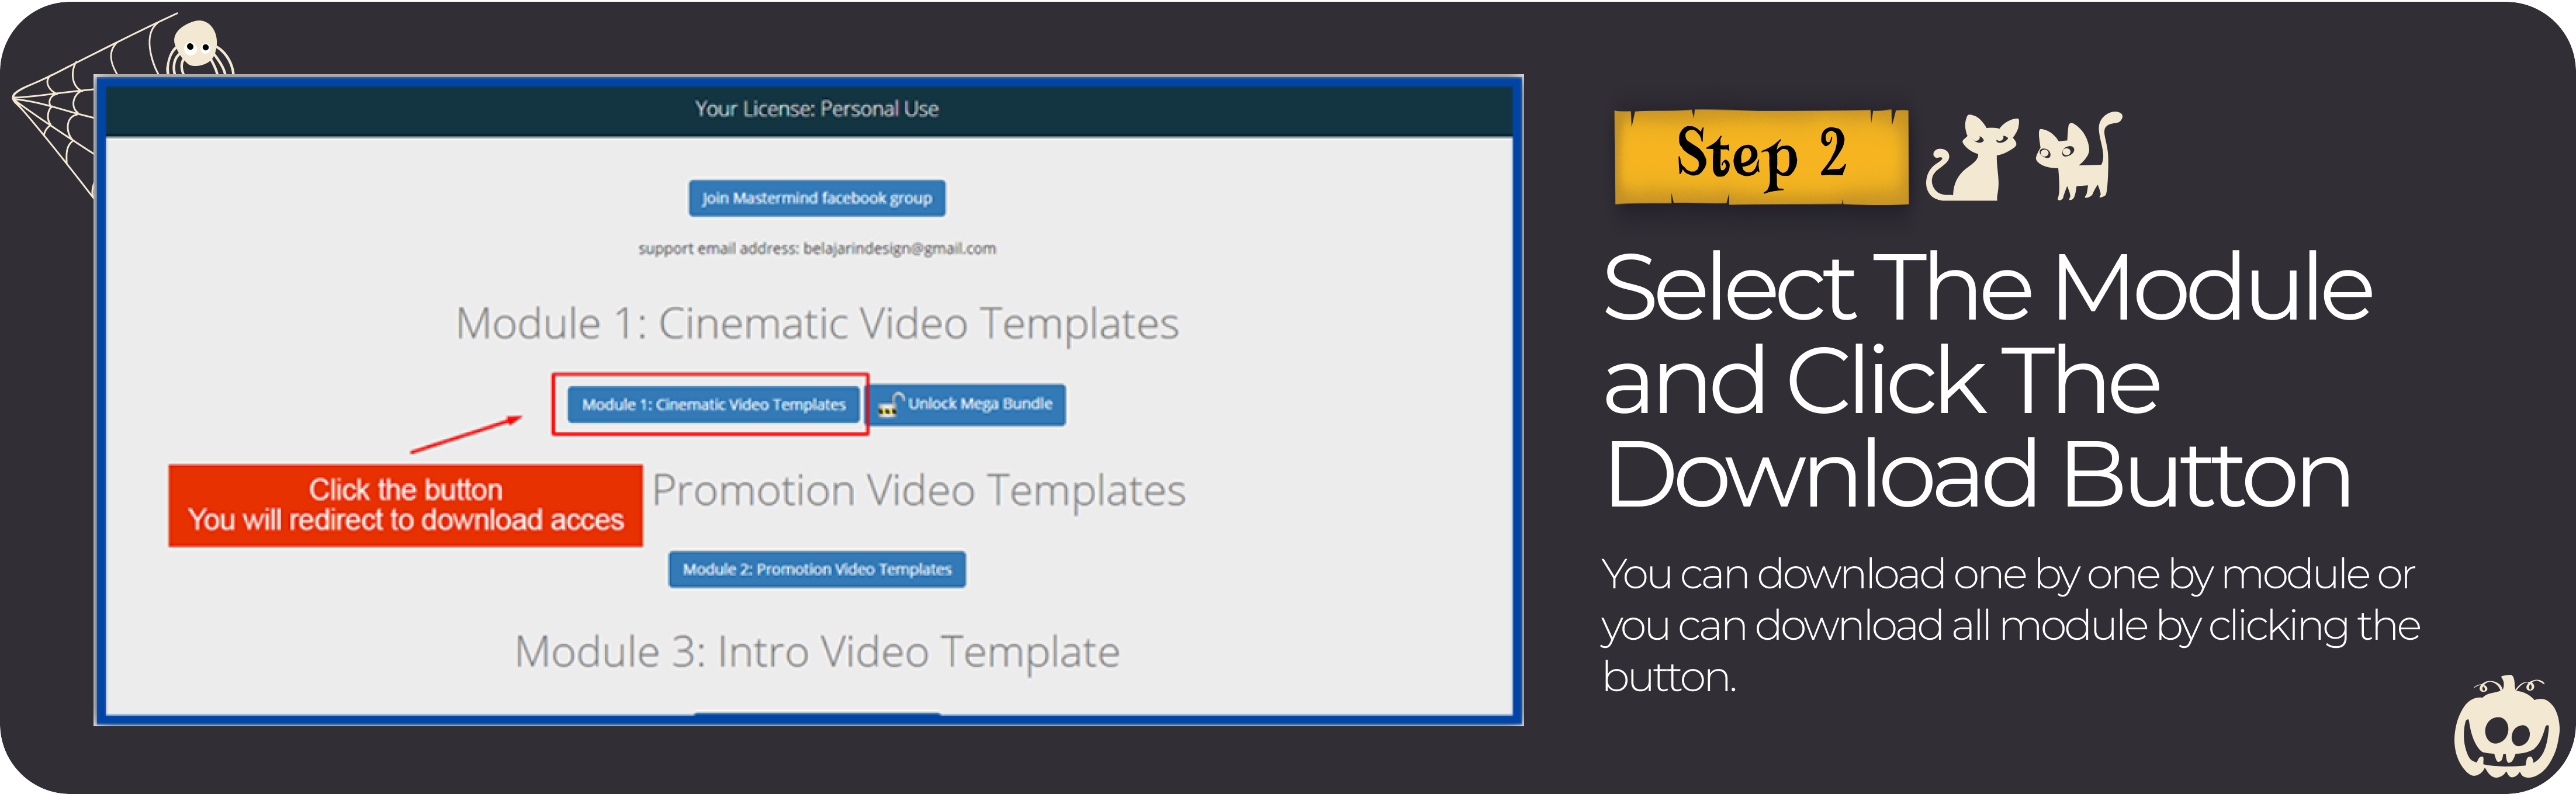 Your License: Personal Use
Join Mastermind facebook group
support email address: belajarindesign@gmail.com
Module 1: Cinematic Video Templates
Module 1: Cinematic Video Templates
Unlock Mega Bundle
Click the button
You will redirect to download acces
Promotion Video Templates
Module 2: Promotion Video Templates
Module 3: Intro Video Template
Step 2
Select The Module
and Click The
Download Button
You can download one by one by module or
you can download all module by clicking the
button.